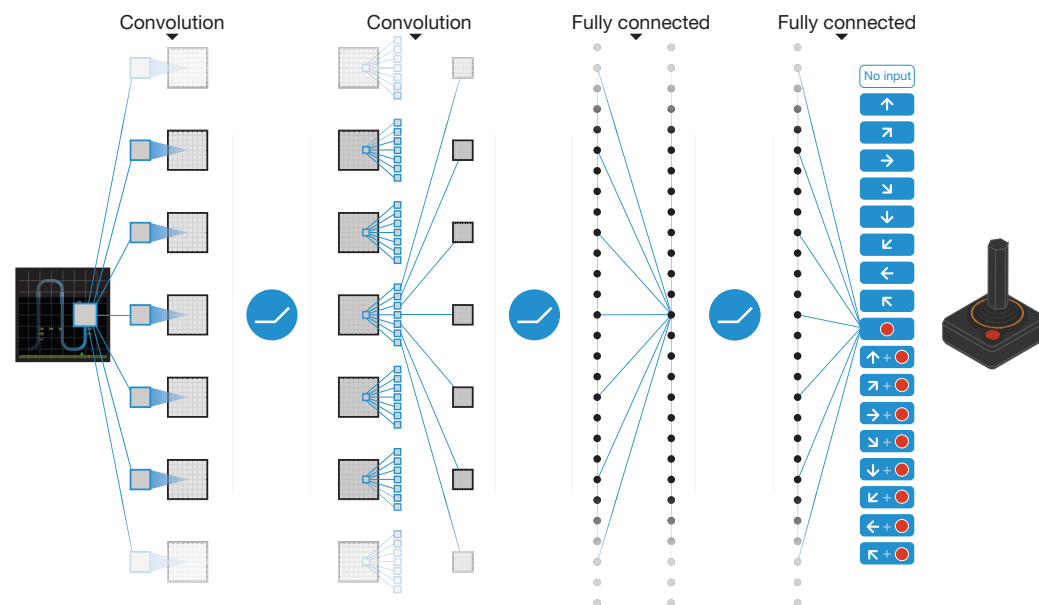 Convolution
Convolution
Fully connected
Fully connected
No input
+
+
+
+
+
+
+
+